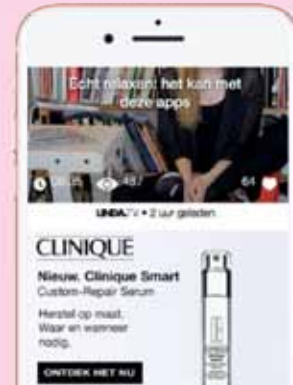 Echt relaxen: het kan met
deze apps
487
64
LINDA.TV • 2 uur geleden
CLINIQUE
Nieuw. Clinique Smart
Custom-Repair Serum
Herstel op maat.
Waar en wanneer
nodig.
ONTDEK HET NU